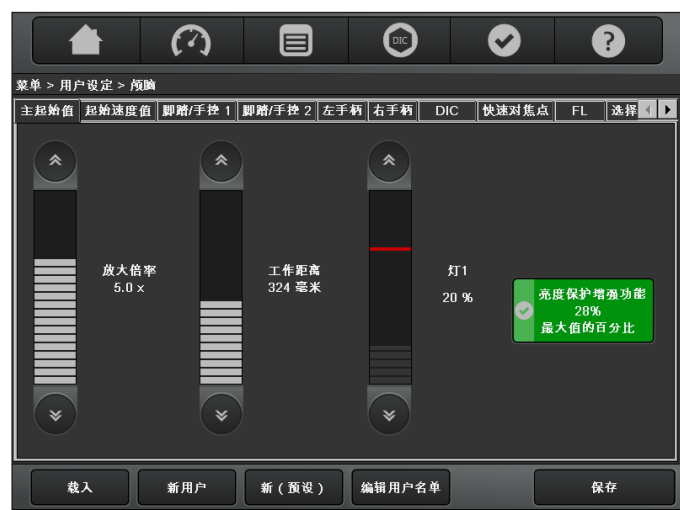 DIC
?
菜单 > 用户设定 > 颅脑
主起始值 起始速度值 脚踏/手控 1 脚踏/手控 2 左手柄 右手柄 DIC 快速对焦点 FL 选择
放大倍率
5.0 x
工作距离
324 毫米
灯1
20 %
亮度保护增强功能
28%
最大值的百分比
载入 新用户 新 ( 预设 ) 编辑用户名单 保存